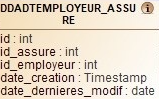 DDADTEMPLOYEUR_ASSU
RE
id : int
id_assure : int
id_employeur : int
date_creation : Timestamp
date_dernieres_modif : date